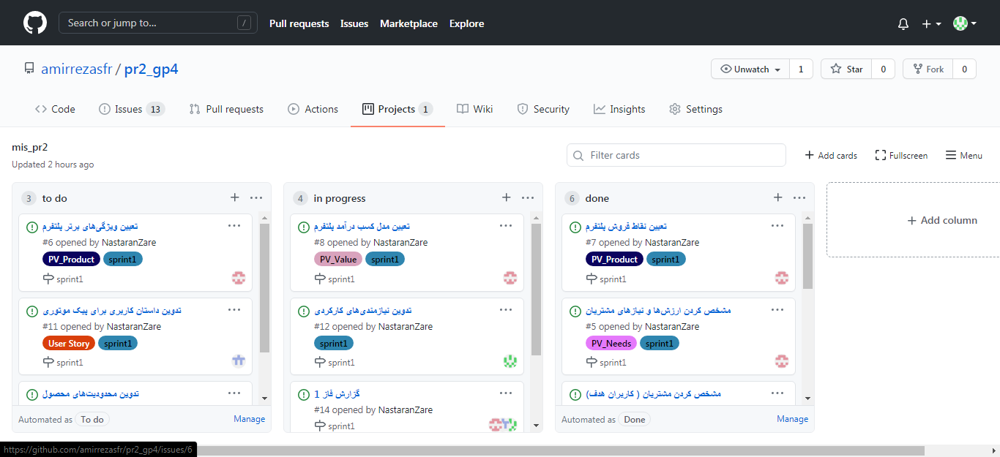 Search or jump to...
/
Pull requests
Issues
Marketplace
Explore
amirrezasfr / pr2_gp4
Unwatch
1
Star
0
Fork
0
Code
Issues 13
Pull requests
Actions
Projects 1
Wiki
Security
Insights
Settings
mis_pr2
Updated 2 hours ago
Filter cards
Add cards
Fullscreen
Menu
3 to do
تعیین ویژگی‌های برتر پلتفرم
#6 opened by NastaranZare
PV_Product sprint1
sprint1
تدوین داستان کاربری برای پیک موتوری
#11 opened by NastaranZare
User Story sprint1
sprint1
تدوین محدودیت‌های محصول
Automated as To do
Manage
4 in progress
تعیین مدل کسب درآمد پلتفرم
#8 opened by NastaranZare
PV_Value sprint1
sprint1
تدوین نیازمندی‌های کارکردی
#12 opened by NastaranZare
sprint1
sprint1
گزارش فاز 1
#14 opened by NastaranZare
sprint1
6 done
تعیین نقاط فروش پلتفرم
#7 opened by NastaranZare
PV_Product sprint1
sprint1
مشخص کردن ارزش‌ها و نیازهای مشتریان
#5 opened by NastaranZare
PV_Needs sprint1
sprint1
مشخص کردن مشتریان ( کاربران هدف)
Automated as Done
Manage
Add column
https://github.com/amirrezasfr/pr2_gp4/issues/6